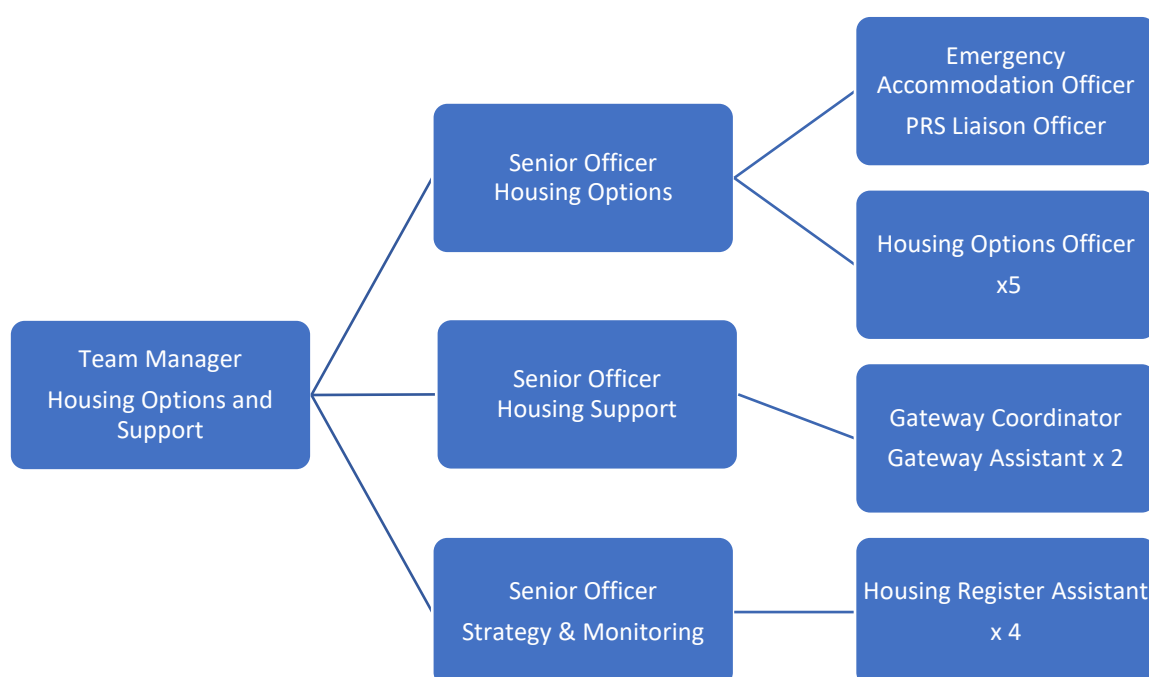 Emergency
Accommodation Officer
PRS Liaison Officer
Senior Officer
Housing Options
Housing Options Officer
x5
Team Manager
Housing Options and
Support
Senior Officer
Housing Support
Gateway Coordinator
Gateway Assistant x 2
Senior Officer
Strategy & Monitoring
Housing Register Assistant
x 4